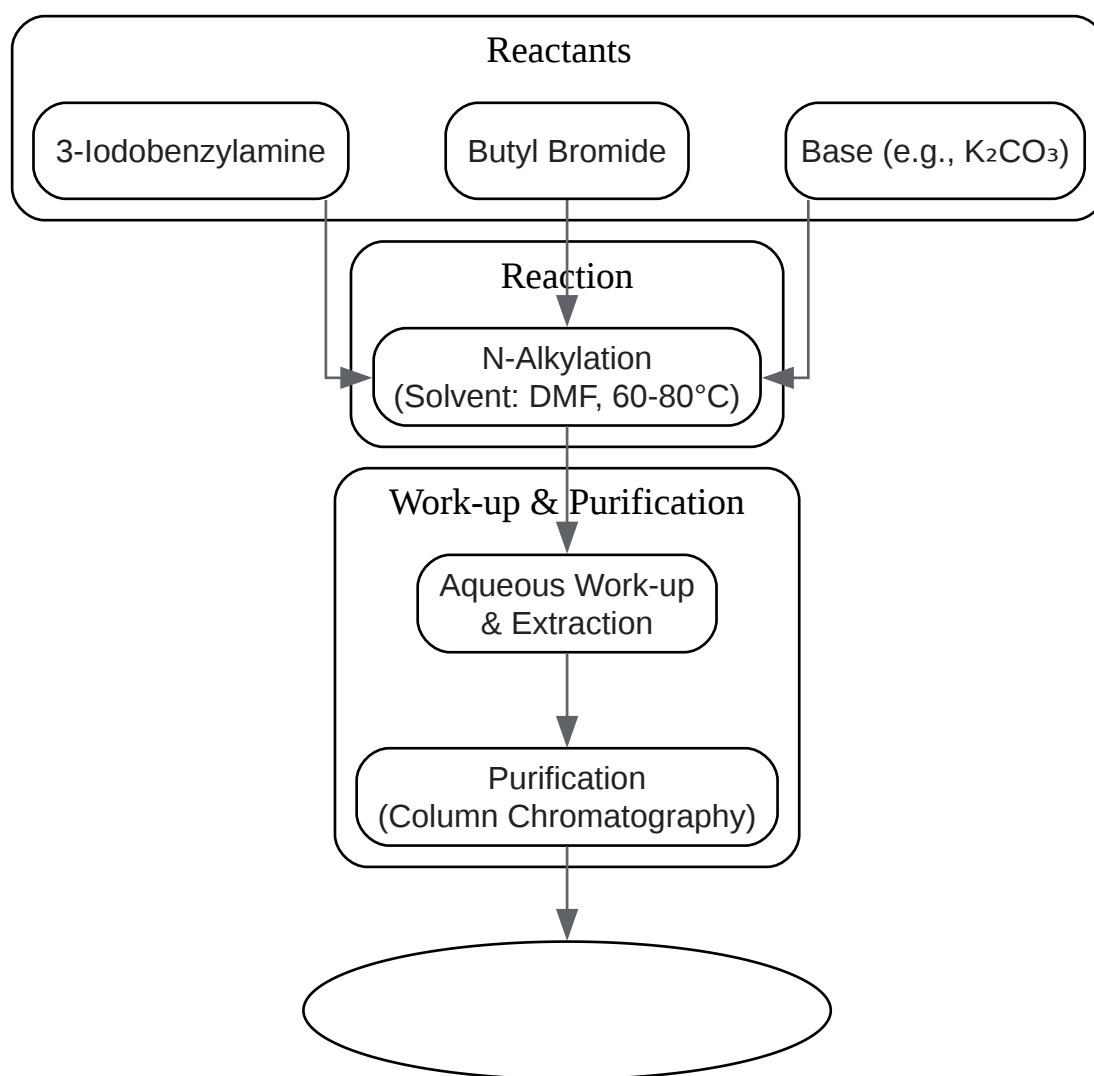 Reactants
3-Iodobenzylamine
Butyl Bromide
Base (e.g., K₂CO₃)
Reaction
N-Alkylation
(Solvent: DMF, 60-80°C)
Work-up & Purification
Aqueous Work-up
& Extraction
Purification
(Column Chromatography)